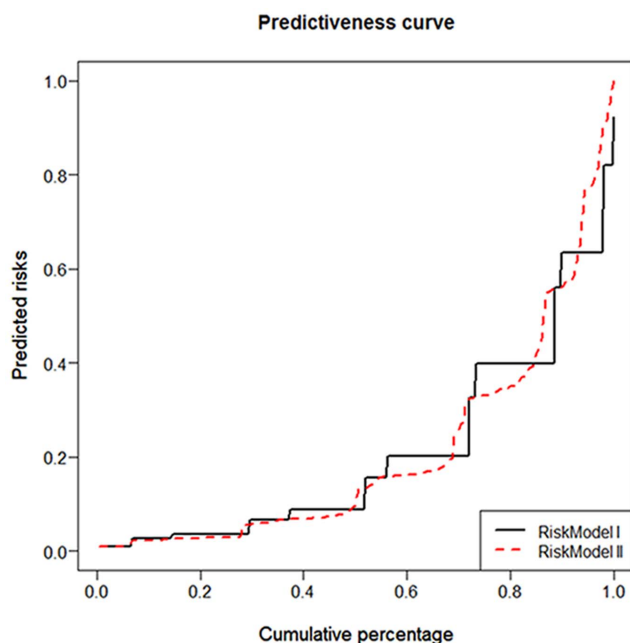 Predictiveness curve
Predicted risks
1.0
0.8
0.6
0.4
0.2
0.0
0.0 0.2 0.4 0.6 0.8 1.0
Cumulative percentage
RiskModel I
RiskModel II